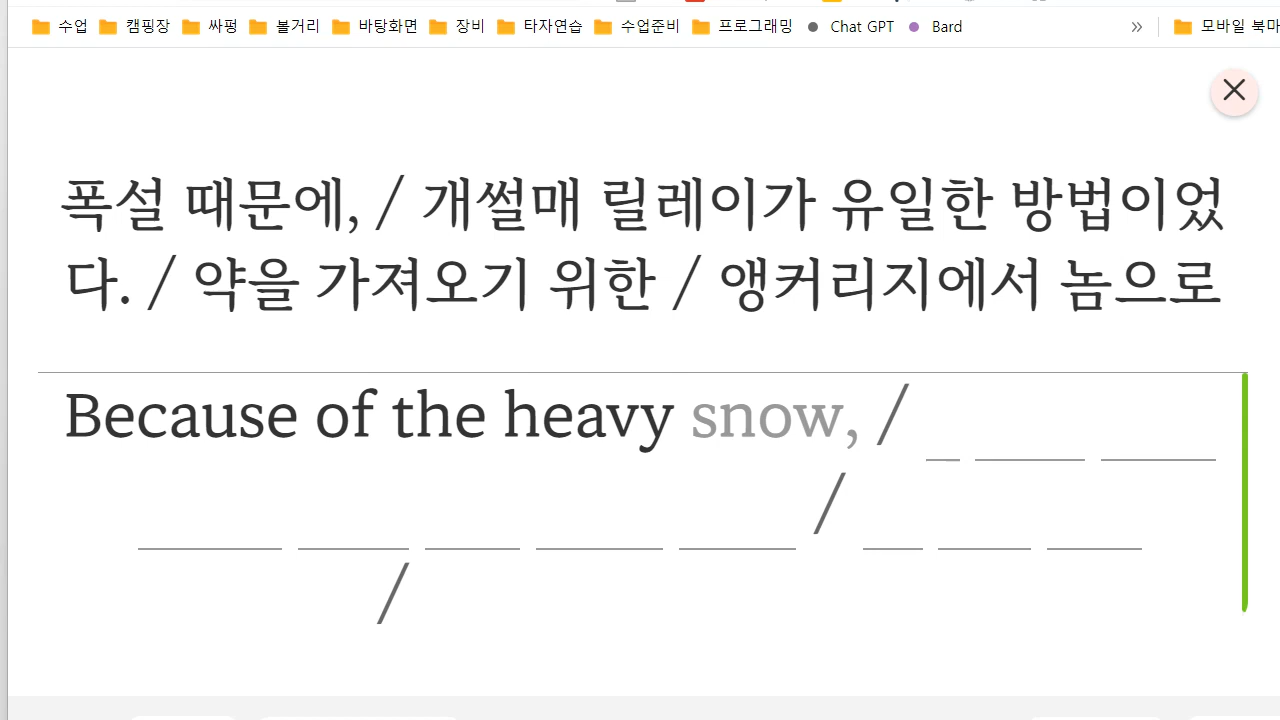 수업 캠핑장 싸펑 볼거리 바탕화면 장비 타자연습 수업준비 프로그래밍 Chat GPT Bard » 모바일 북마
폭설 때문에, / 개썰매 릴레이가 유일한 방법이었
다. / 약을 가져오기 위한 / 앵커리지에서 놈으로
Because of the heavy snow, /
/
/